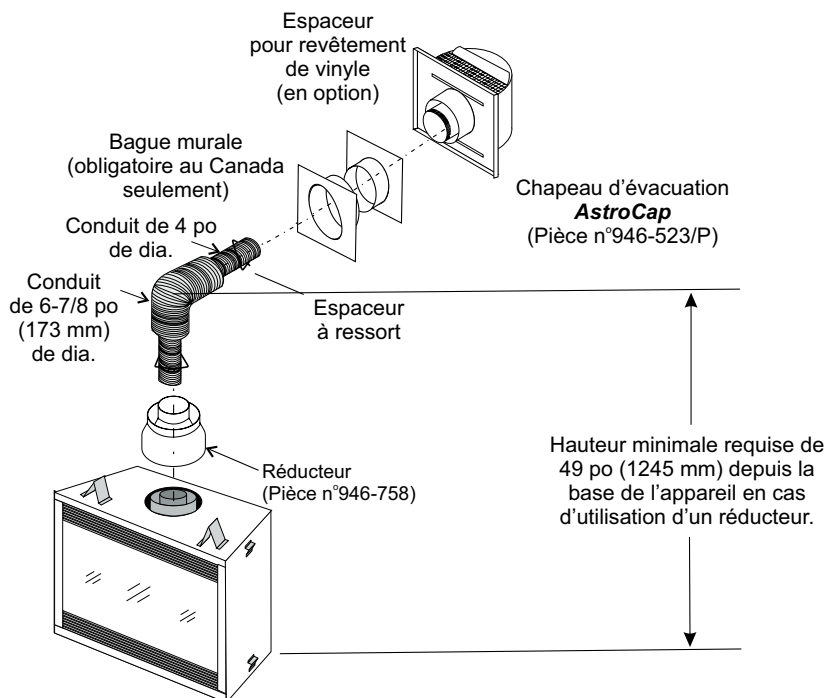 Espaceur
pour revêtement
de vinyle
(en option)
Bague murale
(obligatoire au Canada
seulement)
Chapeau d’évacuation
AstroCap
(Pièce n°946-523/P)
Conduit de 4 po
de dia.
Conduit
de 6-7/8 po
(173 mm)
de dia.
Espaceur
à ressort
Réducteur
(Pièce n°946-758)
Hauteur minimale requise de
49 po (1245 mm) depuis la
base de l’appareil en cas
d’utilisation d’un réducteur.